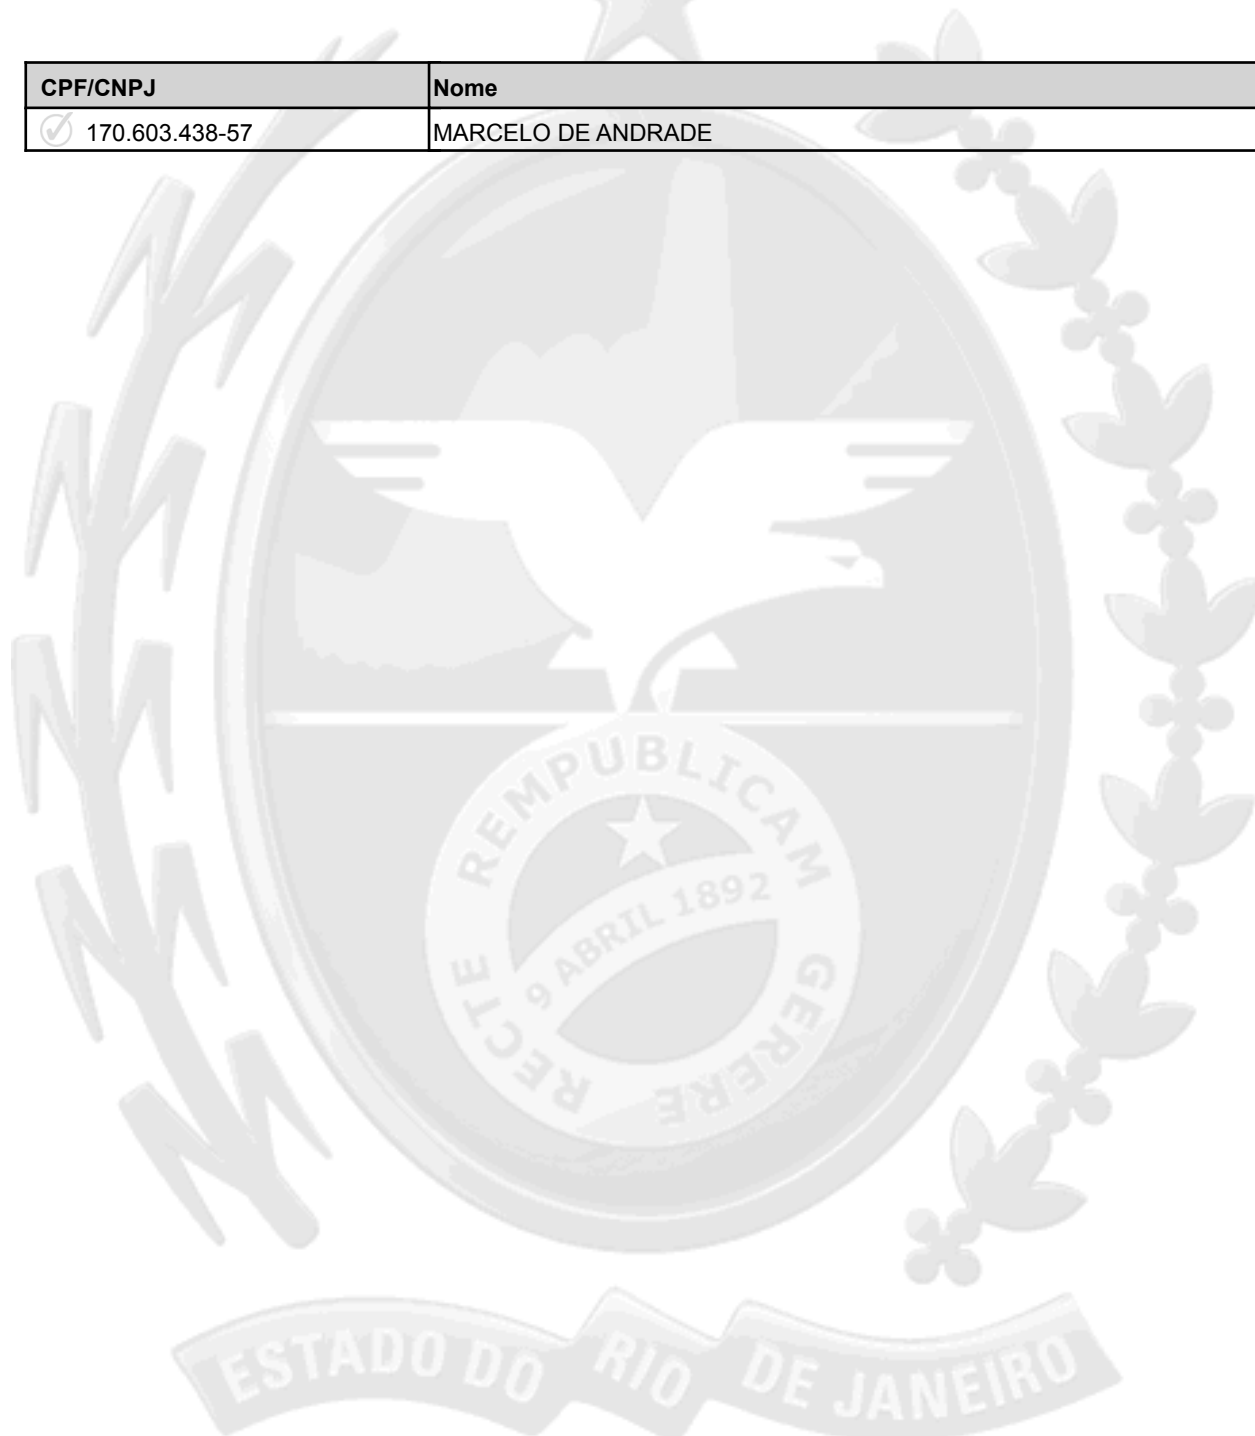 CPF/CNPJ Nome
170.603.438-57 MARCELO DE ANDRADE
RECTE REMPUBLICAM GERERE
9 ABRIL 1892
ESTADO DO RIO DE JANEIRO